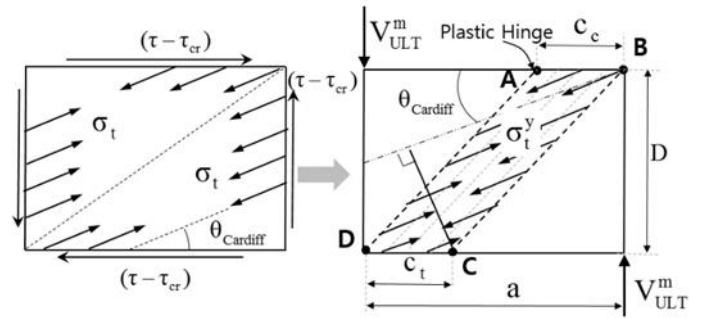 (τ−τcr)
(τ−τcr)
σt
σt
θCardiff
(τ−τcr)
V^m_ULT
Plastic Hinge
cc
B
A
θCardiff
σ^y_t
D
D
C
ct
a
V^m_ULT